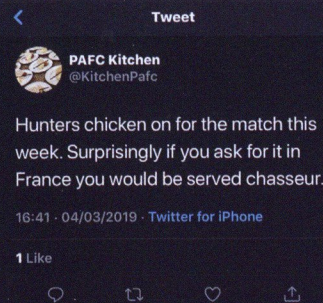 Tweet
PAFC Kitchen
@KitchenPafc
Hunters chicken on for the match this
week. Surprisingly if you ask for it in
France you would be served chasseur.
16:41 · 04/03/2019 · Twitter for iPhone
1 Like